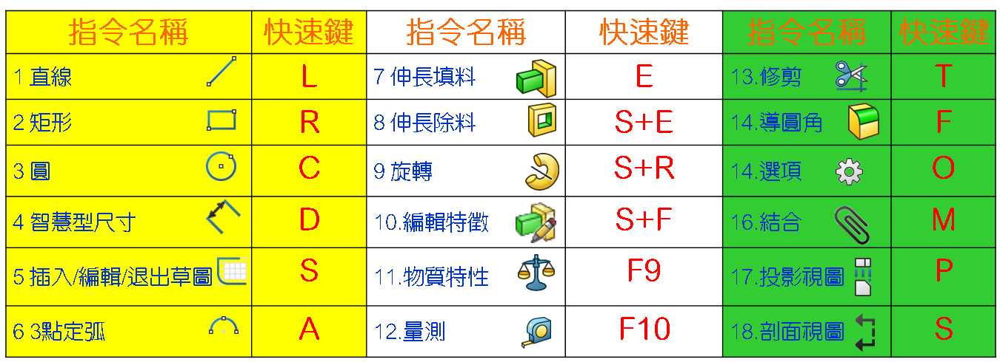 指令名稱 快速鍵 指令名稱 快速鍵 指令名稱 快速鍵
1 直線 L 7 伸長填料 E 13.修剪 T
2 矩形 R 8 伸長除料 S+E 14.導圓角 F
3 圓 C 9 旋轉 S+R 14.選項 O
4 智慧型尺寸 D 10.編輯特徵 S+F 16.結合 M
5 插入/編輯/退出草圖 S 11.物質特性 F9 17.投影視圖 P
6 3點定弧 A 12.量測 F10 18.剖面視圖 S